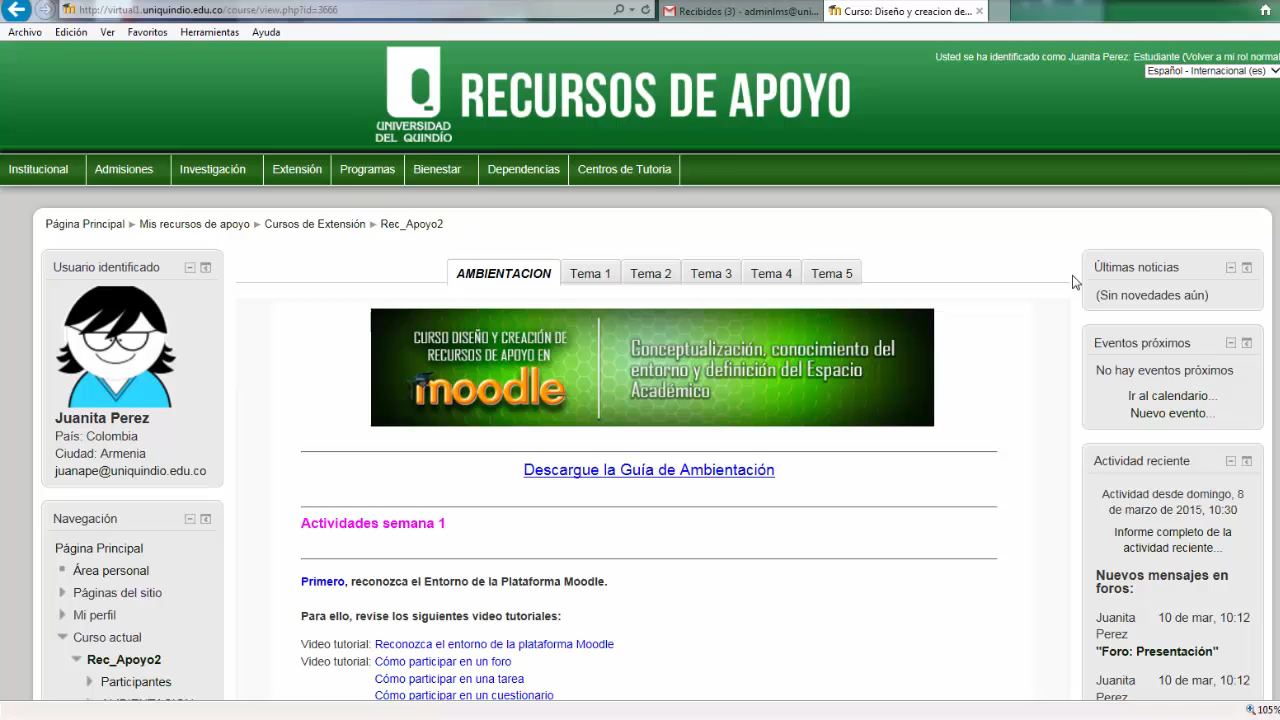 http://virtual1.uniquindio.edu.co/course/view.php?id=3666
Recibidos (3) - adminlms@uni...
Curso: Diseño y creacion de...
Archivo Edición Ver Favoritos Herramientas Ayuda
Usted se ha identificado como Juanita Perez: Estudiante (Volver a mi rol normal
Español - Internacional (es)
UNIVERSIDAD
DEL QUINDÍO
RECURSOS DE APOYO
Institucional Admisiones Investigación Extensión Programas Bienestar Dependencias Centros de Tutoria
Página Principal ► Mis recursos de apoyo ► Cursos de Extensión ► Rec_Apoyo2
Usuario identificado
Juanita Perez
País: Colombia
Ciudad: Armenia
juanape@uniquindio.edu.co
Navegación
Página Principal
Área personal
Páginas del sitio
Mi perfil
Curso actual
Rec_Apoyo2
Participantes
AMBIENTACION Tema 1 Tema 2 Tema 3 Tema 4 Tema 5
CURSO DISEÑO Y CREACIÓN DE
RECURSOS DE APOYO EN
moodle
Conceptualización, conocimiento del
entorno y definición del Espacio
Académico
Descargue la Guía de Ambientación
Actividades semana 1
Primero, reconozca el Entorno de la Plataforma Moodle.
Para ello, revise los siguientes video tutoriales:
Video tutorial: Reconozca el entorno de la plataforma Moodle
Video tutorial: Cómo participar en un foro
Cómo participar en una tarea
Cómo participar en un cuestionario
Últimas noticias
(Sin novedades aún)
Eventos próximos
No hay eventos próximos
Ir al calendario...
Nuevo evento...
Actividad reciente
Actividad desde domingo, 8
de marzo de 2015, 10:30
Informe completo de la
actividad reciente...
Nuevos mensajes en
foros:
Juanita 10 de mar, 10:12
Perez
"Foro: Presentación"
Juanita 10 de mar, 10:12
Perez
105%